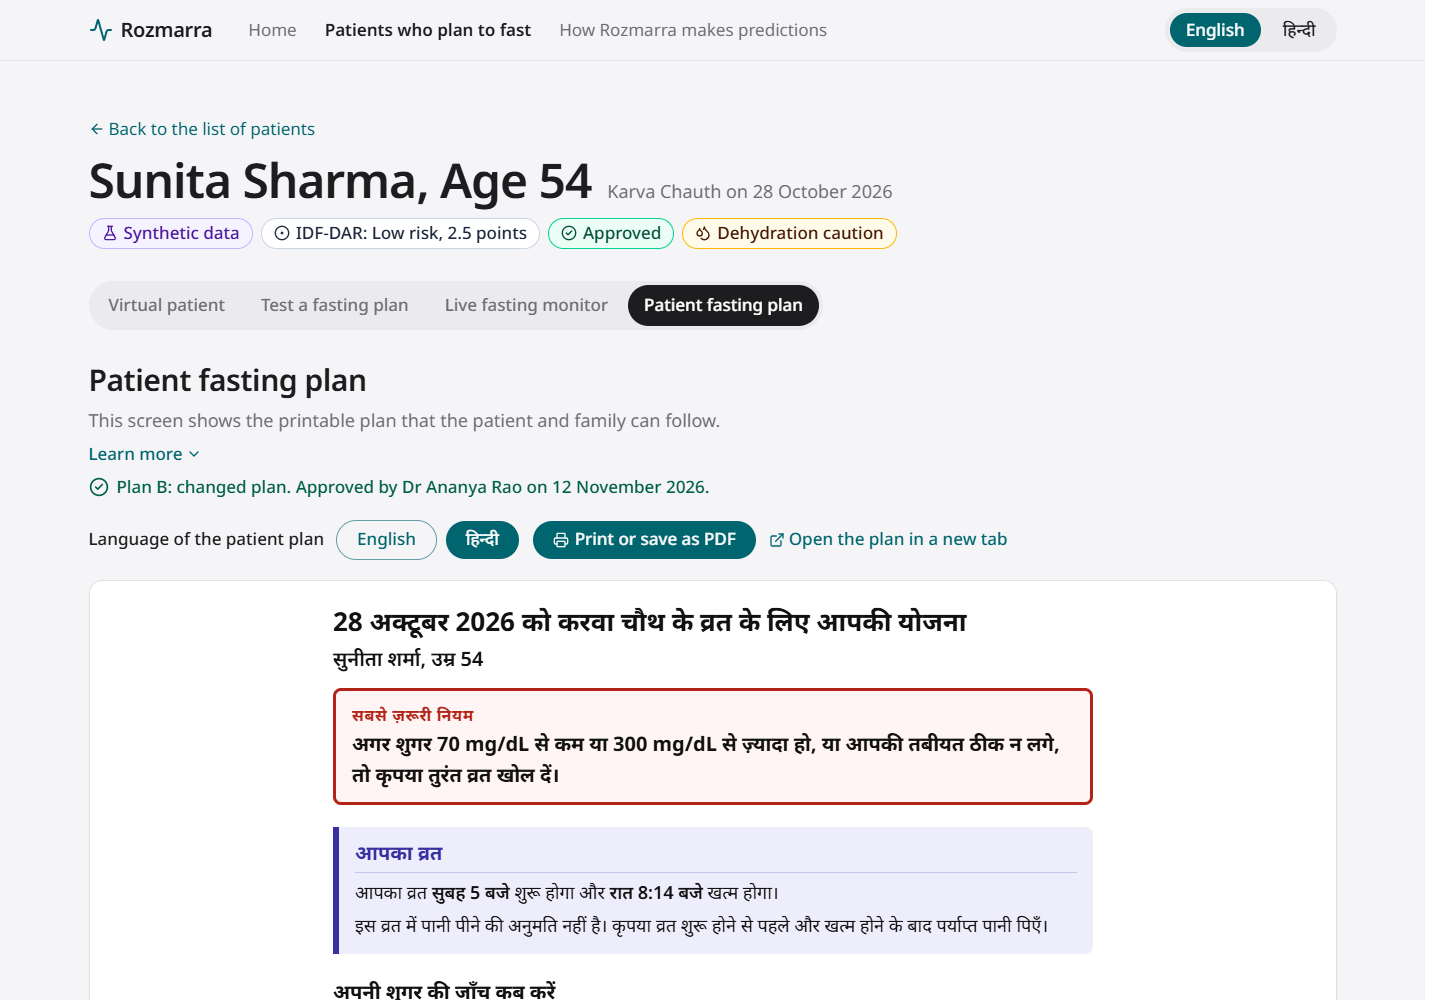 Rozmarra
Home
Patients who plan to fast
How Rozmarra makes predictions
English
हिन्दी
Back to the list of patients
Sunita Sharma, Age 54
Karva Chauth on 28 October 2026
Synthetic data
IDF-DAR: Low risk, 2.5 points
Approved
Dehydration caution
Virtual patient
Test a fasting plan
Live fasting monitor
Patient fasting plan
Patient fasting plan
This screen shows the printable plan that the patient and family can follow.
Learn more
Plan B: changed plan. Approved by Dr Ananya Rao on 12 November 2026.
Language of the patient plan
English
हिन्दी
Print or save as PDF
Open the plan in a new tab
28 अक्टूबर 2026 को करवा चौथ के व्रत के लिए आपकी योजना
सुनीता शर्मा, उम्र 54
सबसे ज़रूरी नियम
अगर शुगर 70 mg/dL से कम या 300 mg/dL से ज़्यादा हो, या आपकी तबीयत ठीक न लगे,
तो कृपया तुरंत व्रत खोल दें।
आपका व्रत
आपका व्रत सुबह 5 बजे शुरू होगा और रात 8:14 बजे खत्म होगा।
इस व्रत में पानी पीने की अनुमति नहीं है। कृपया व्रत शुरू होने से पहले और खत्म होने के बाद पर्याप्त पानी पिएँ।
अपनी शुगर की जाँच कब करें